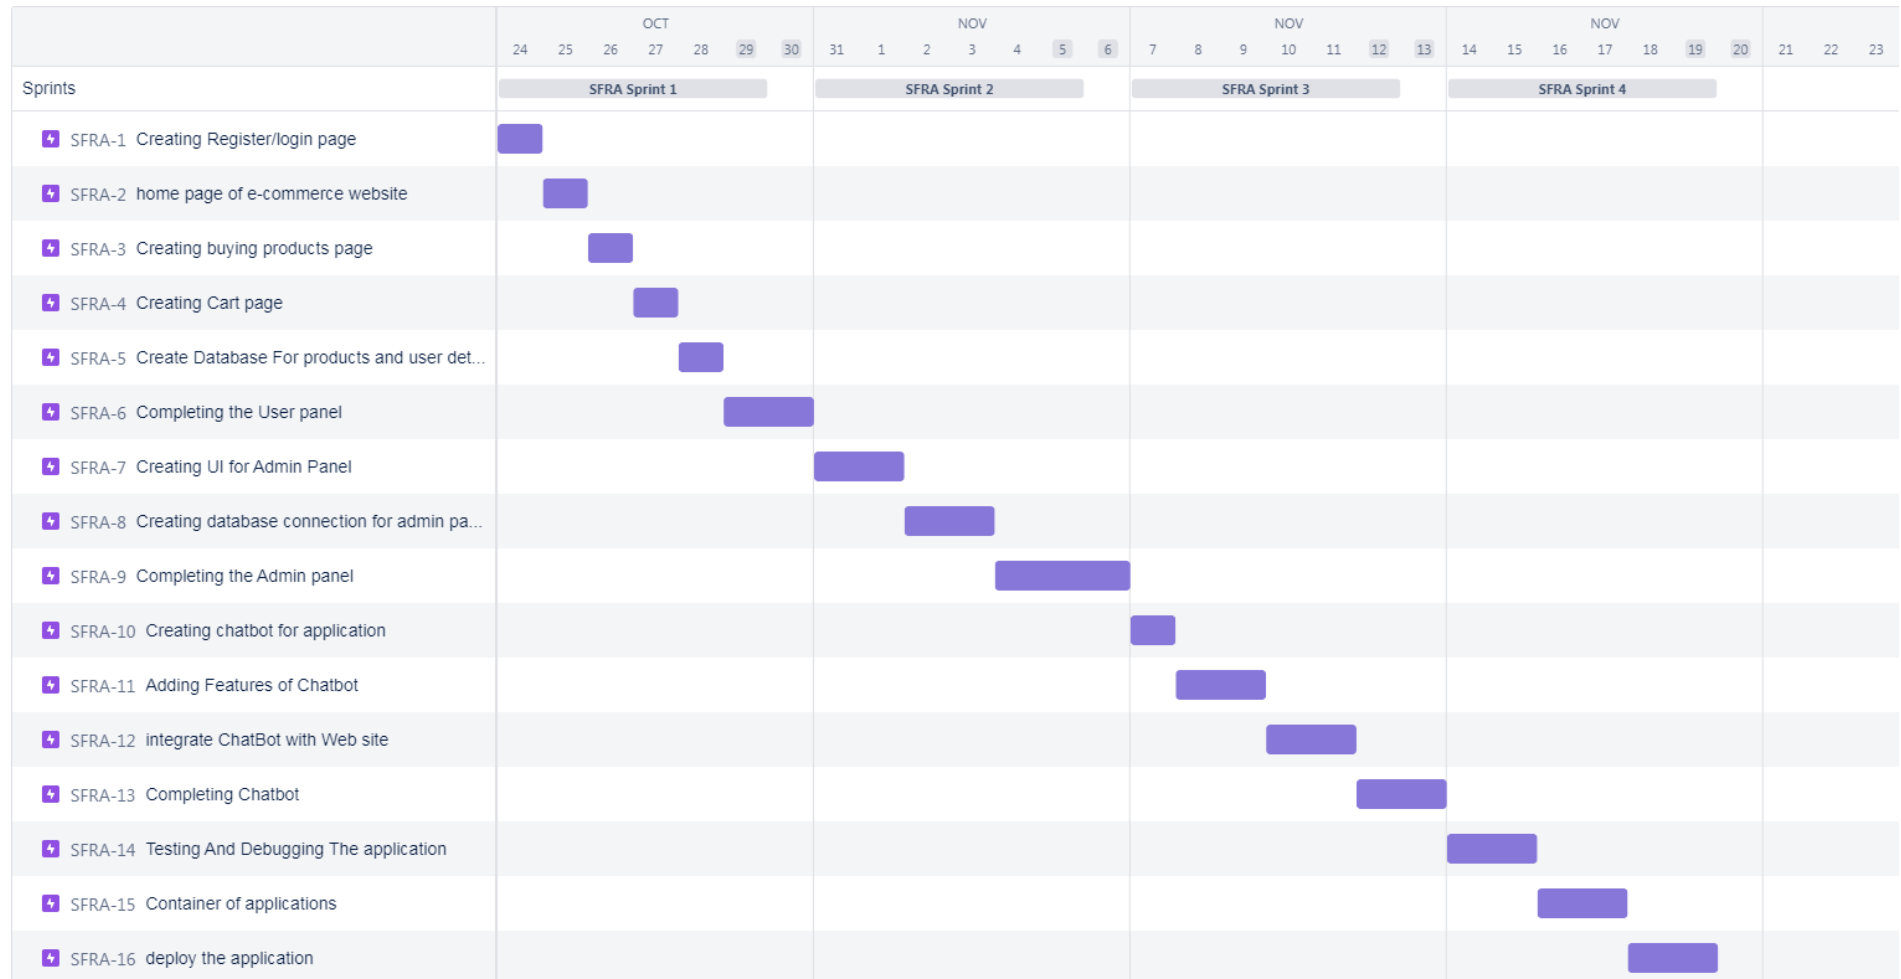 OCT NOV NOV NOV
24 25 26 27 28 29 30 31 1 2 3 4 5 6 7 8 9 10 11 12 13 14 15 16 17 18 19 20 21 22 23
Sprints SFRA Sprint 1 SFRA Sprint 2 SFRA Sprint 3 SFRA Sprint 4
SFRA-1 Creating Register/login page
SFRA-2 home page of e-commerce website
SFRA-3 Creating buying products page
SFRA-4 Creating Cart page
SFRA-5 Create Database For products and user det...
SFRA-6 Completing the User panel
SFRA-7 Creating UI for Admin Panel
SFRA-8 Creating database connection for admin pa...
SFRA-9 Completing the Admin panel
SFRA-10 Creating chatbot for application
SFRA-11 Adding Features of Chatbot
SFRA-12 integrate ChatBot with Web site
SFRA-13 Completing Chatbot
SFRA-14 Testing And Debugging The application
SFRA-15 Container of applications
SFRA-16 deploy the application